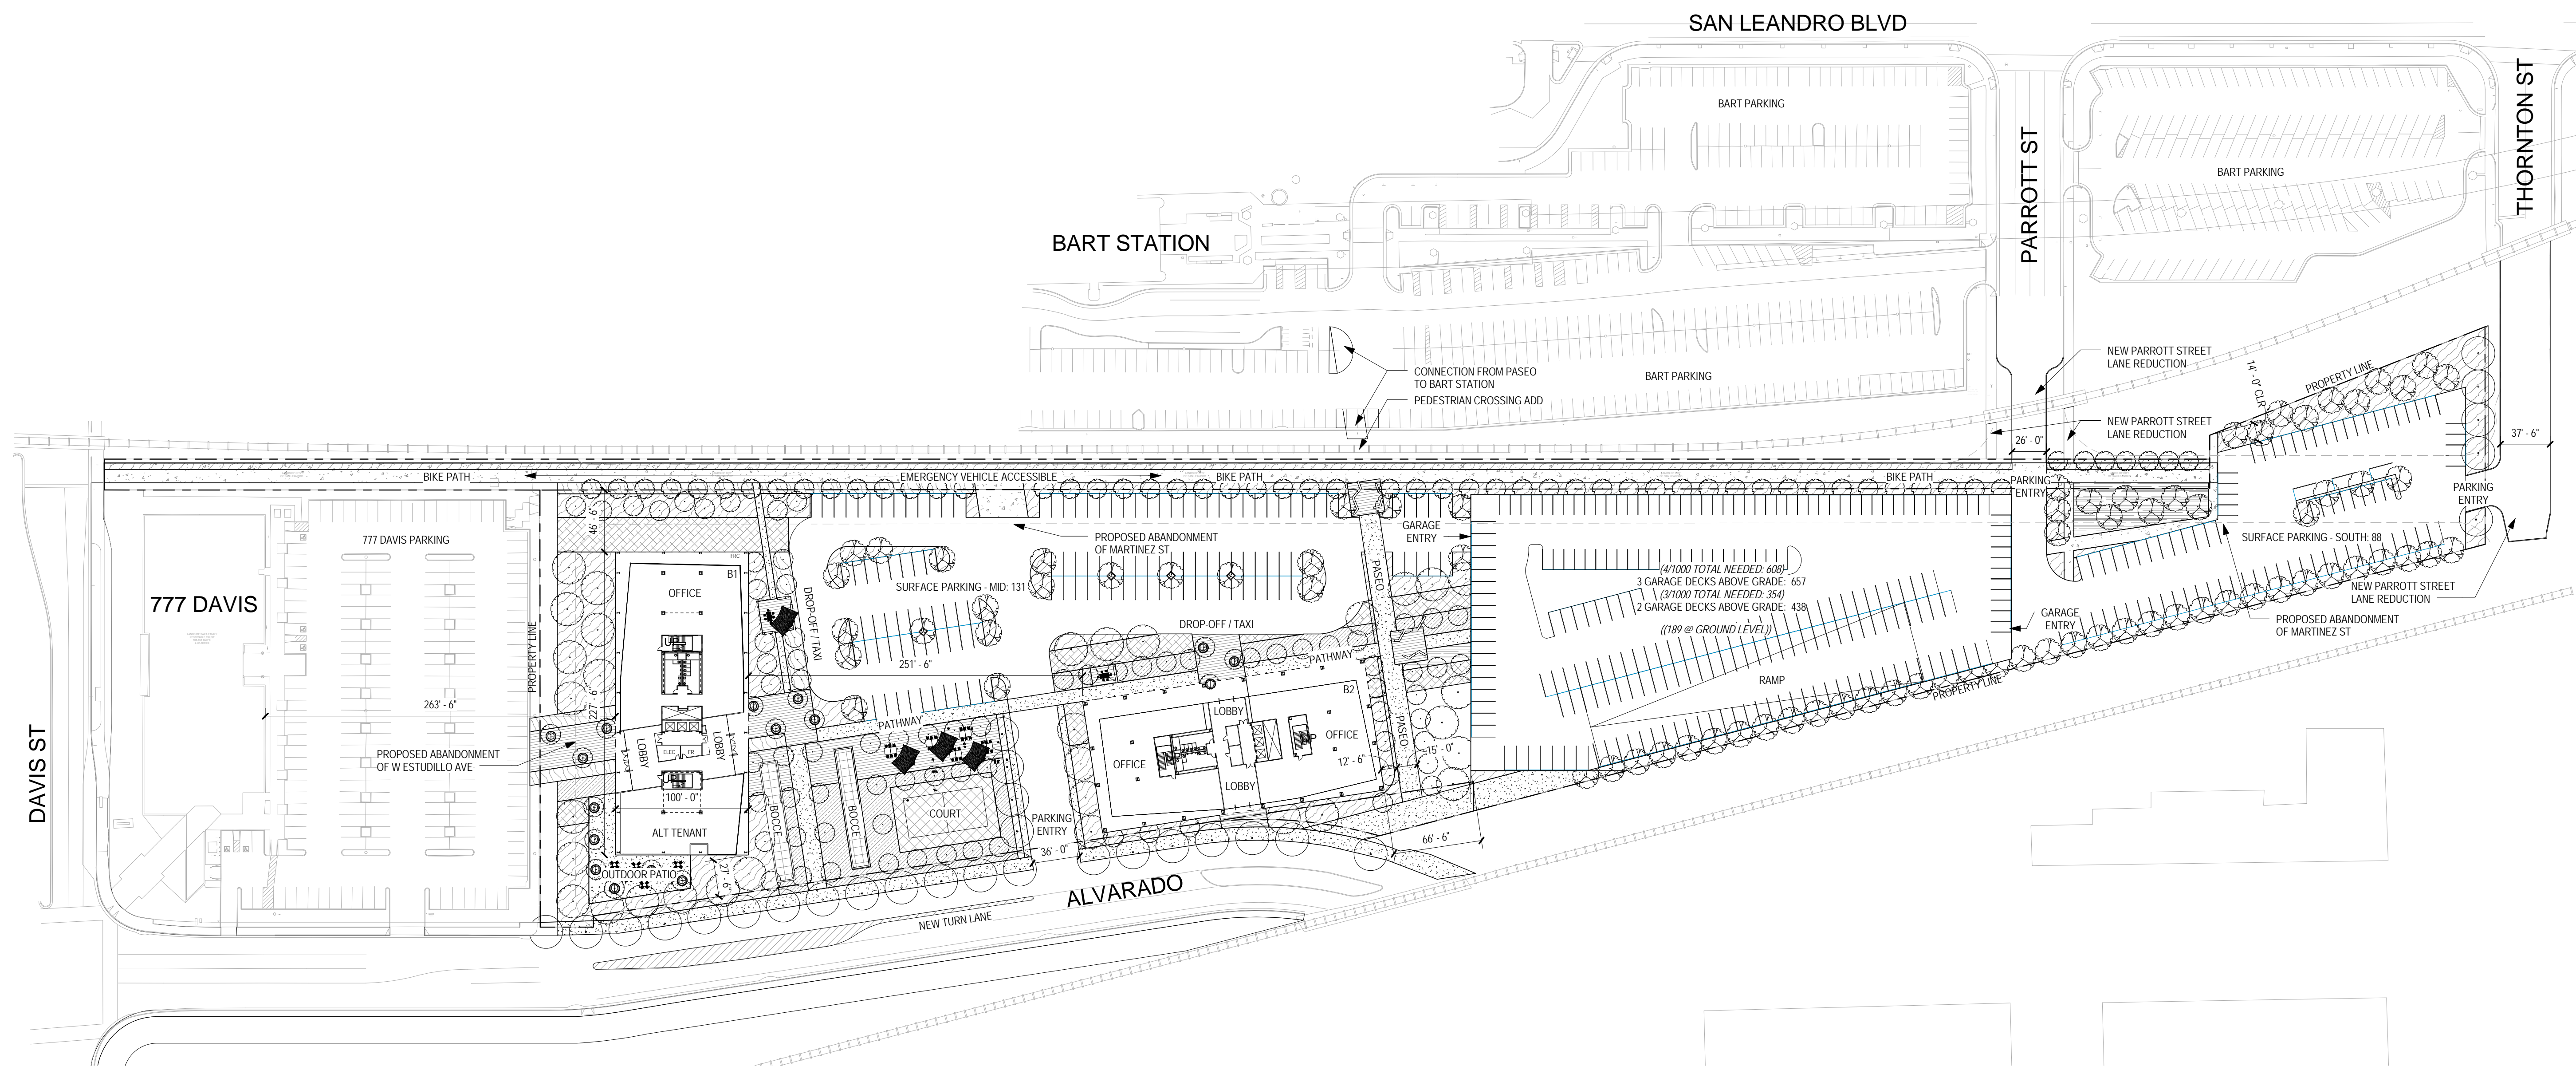 SAN LEANDRO BLVD
THORNTON ST
PARROTT ST
BART PARKING
BART PARKING
BART STATION
BART PARKING
CONNECTION FROM PASEO
TO BART STATION
PEDESTRIAN CROSSING ADD
NEW PARROTT STREET
LANE REDUCTION
NEW PARROTT STREET
LANE REDUCTION
14' - 0" CLR
PROPERTY LINE
26' - 0"
37' - 6"
BIKE PATH
EMERGENCY VEHICLE ACCESSIBLE
BIKE PATH
BIKE PATH
PARKING
ENTRY
PARKING
ENTRY
46' - 6"
777 DAVIS PARKING
PROPOSED ABANDONMENT
OF MARTINEZ ST
GARAGE
ENTRY
SURFACE PARKING - SOUTH: 88
FRC
B1
OFFICE
777 DAVIS
SURFACE PARKING - MID: 131
DROP-OFF / TAXI
PASEO
(4/1000 TOTAL NEEDED: 608)
3 GARAGE DECKS ABOVE GRADE: 657
(3/1000 TOTAL NEEDED: 354)
2 GARAGE DECKS ABOVE GRADE: 438
((189 @ GROUND LEVEL))
NEW PARROTT STREET
LANE REDUCTION
GARAGE
ENTRY
PROPOSED ABANDONMENT
OF MARTINEZ ST
DROP-OFF / TAXI
UP
PROPERTY LINE
251' - 6"
PATHWAY
RAMP
PROPERTY LINE
B2
263' - 6"
227' - 6"
PATHWAY
LOBBY
PASEO
DAVIS ST
PROPOSED ABANDONMENT
OF W ESTUDILLO AVE
LOBBY
ELEC
FR
LOBBY
UP
UP
UP
OFFICE
OFFICE
12' - 6"
15' - 0"
LOBBY
100' - 0"
ALT TENANT
BOCCE
BOCCE
COURT
PARKING
ENTRY
36' - 0"
66' - 6"
OUTDOOR PATIO
27' - 6"
ALVARADO
NEW TURN LANE